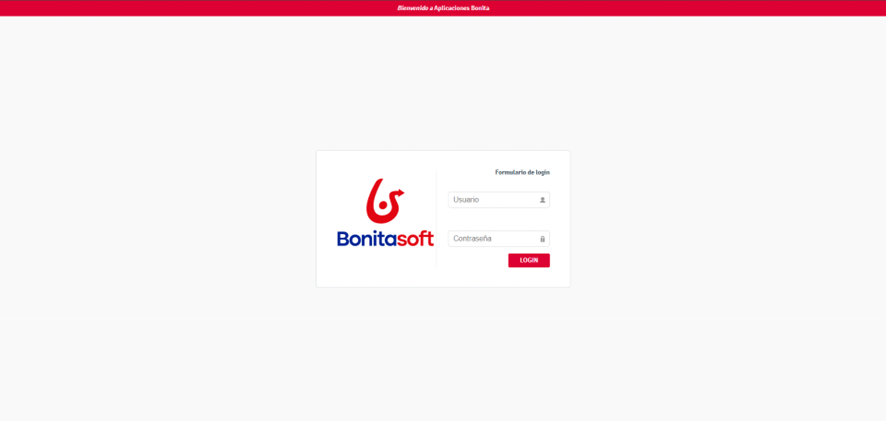 Bienvenido a Aplicaciones Bonita
Formulario de login
Usuario
Bonitasoft
Contraseña
LOGIN